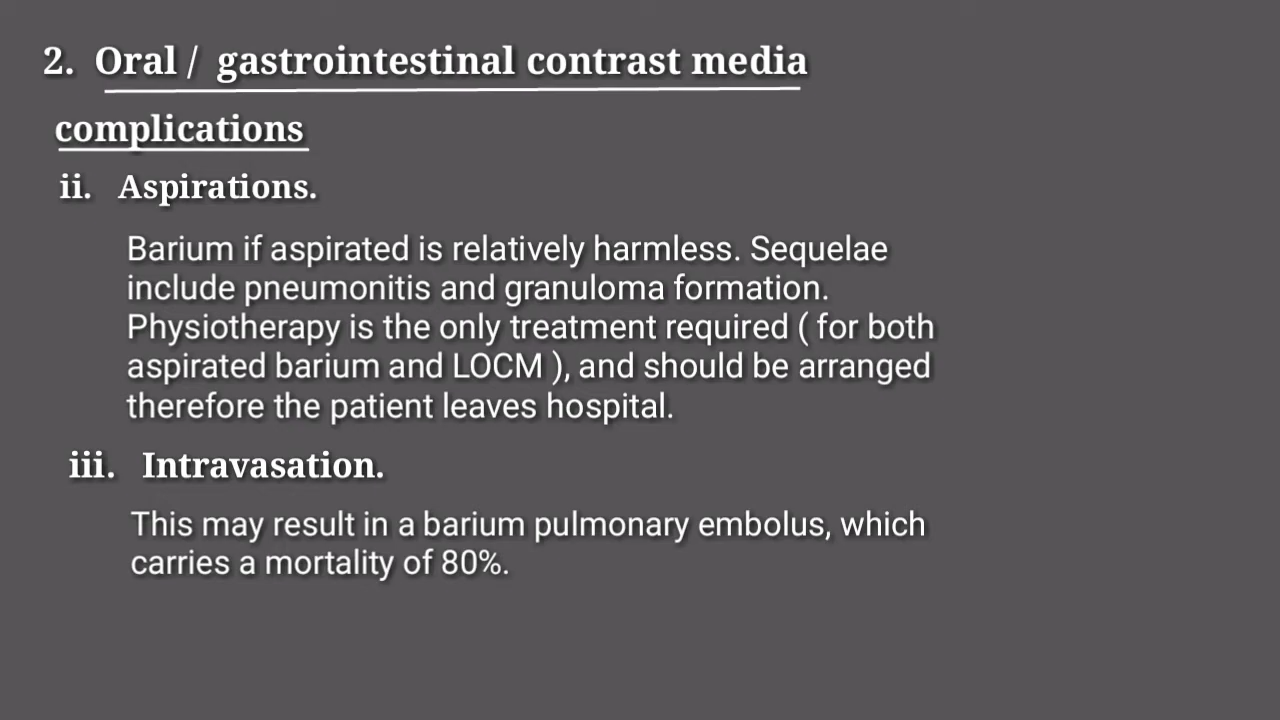 2. Oral / gastrointestinal contrast media
complications
ii. Aspirations.
Barium if aspirated is relatively harmless. Sequelae
include pneumonitis and granuloma formation.
Physiotherapy is the only treatment required ( for both
aspirated barium and LOCM ), and should be arranged
therefore the patient leaves hospital.
iii. Intravasation.
This may result in a barium pulmonary embolus, which
carries a mortality of 80%.